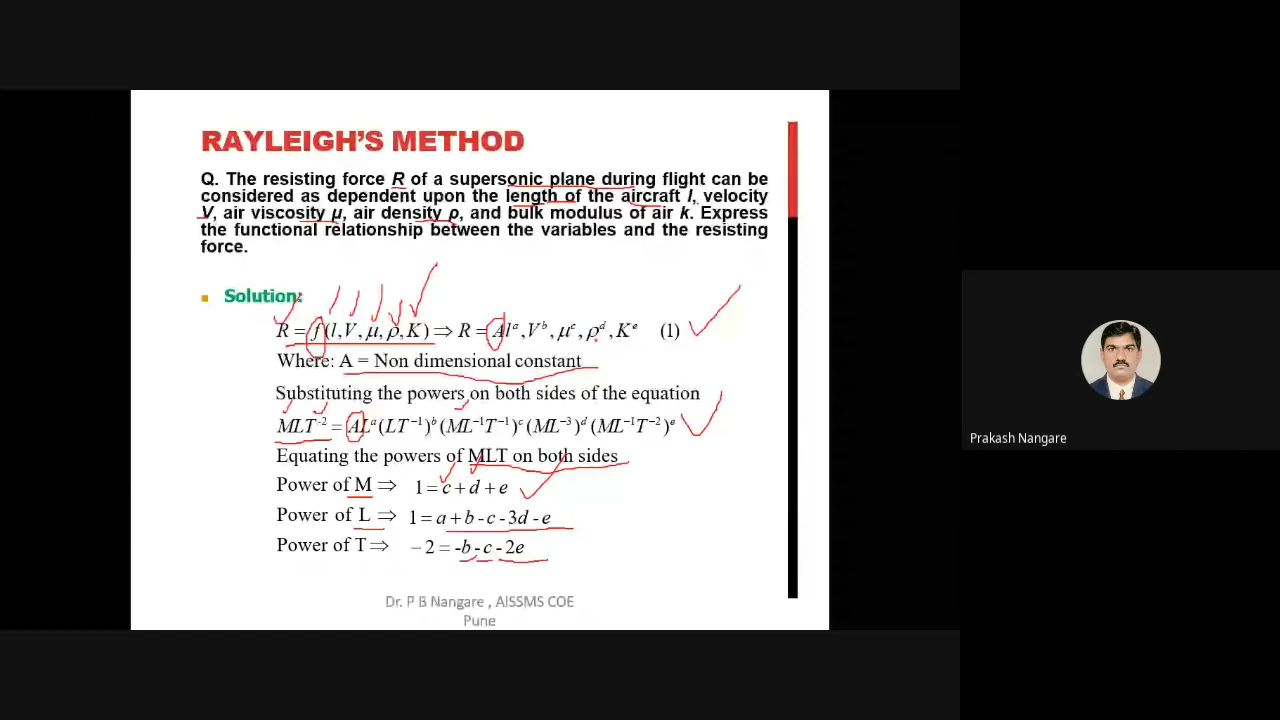 RAYLEIGH'S METHOD
Q. The resisting force R of a supersonic plane during flight can be
considered as dependent upon the length of the aircraft l, velocity
V, air viscosity μ, air density ρ, and bulk modulus of air k. Express
the functional relationship between the variables and the resisting
force.
Solution:
R = f(l,V,μ,ρ,K) ⇒ R = Al^a,V^b,μ^c,ρ^d,K^e (1)
Where: A = Non dimensional constant
Substituting the powers on both sides of the equation
MLT^-2 = AL^a(LT^-1)^b(ML^-1T^-1)^c(ML^-3)^d(ML^-1T^-2)^e
Equating the powers of MLT on both sides
Power of M ⇒ 1 = c + d + e
Power of L ⇒ 1 = a + b - c - 3d - e
Power of T ⇒ - 2 = -b - c - 2e
Dr. P B Nangare , AISSMS COE
Pune
Prakash Nangare